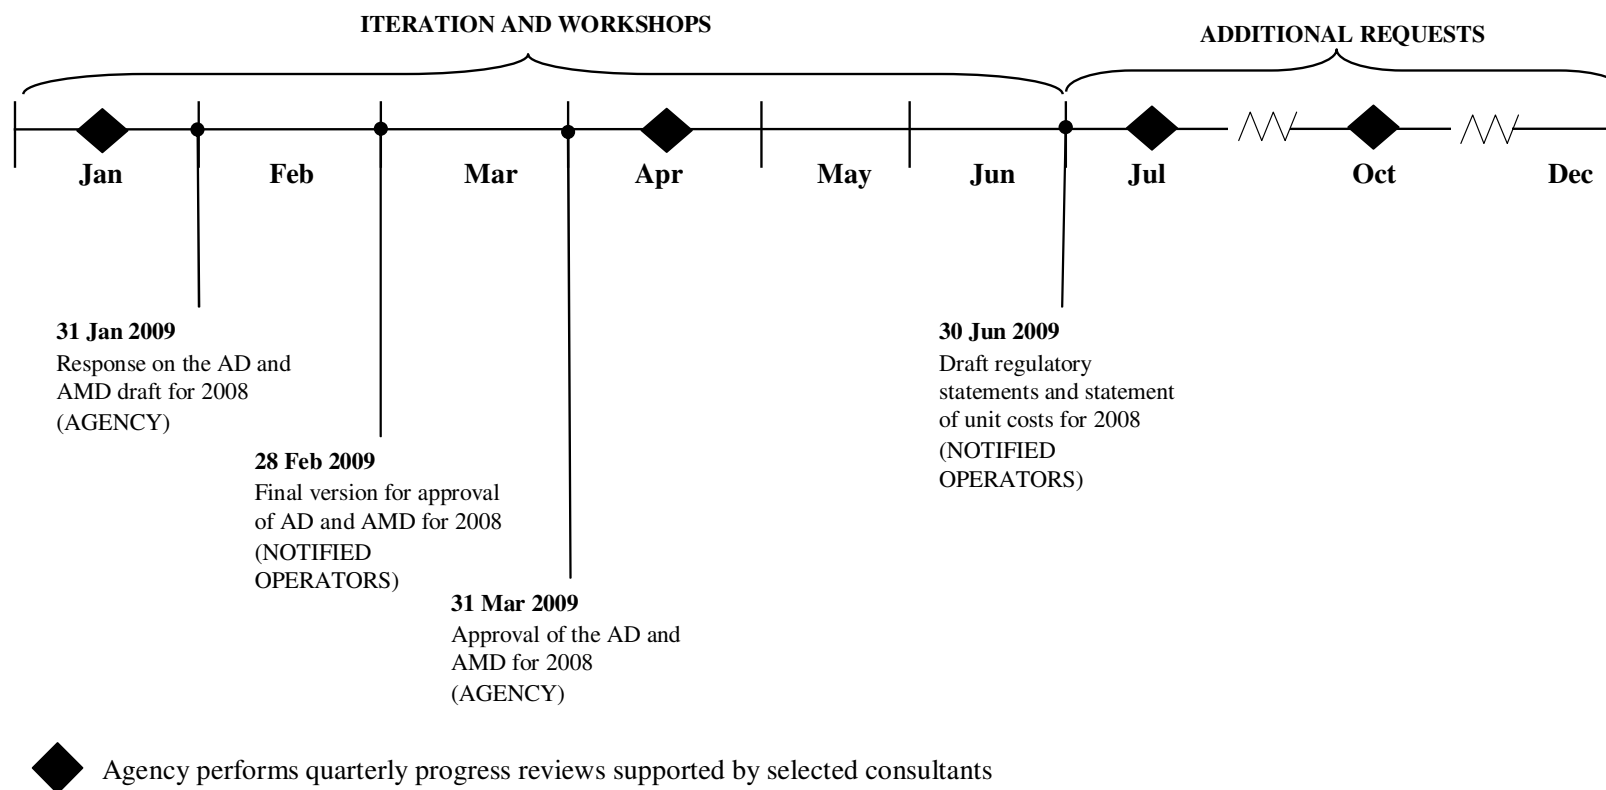 ITERATION AND WORKSHOPS
ADDITIONAL REQUESTS
Jan
Feb
Mar
Apr
May
Jun
Jul
Oct
Dec
31 Jan 2009
Response on the AD and
AMD draft for 2008
(AGENCY)
28 Feb 2009
Final version for approval
of AD and AMD for 2008
(NOTIFIED
OPERATORS)
31 Mar 2009
Approval of the AD and
AMD for 2008
(AGENCY)
30 Jun 2009
Draft regulatory
statements and statement
of unit costs for 2008
(NOTIFIED
OPERATORS)
Agency performs quarterly progress reviews supported by selected consultants